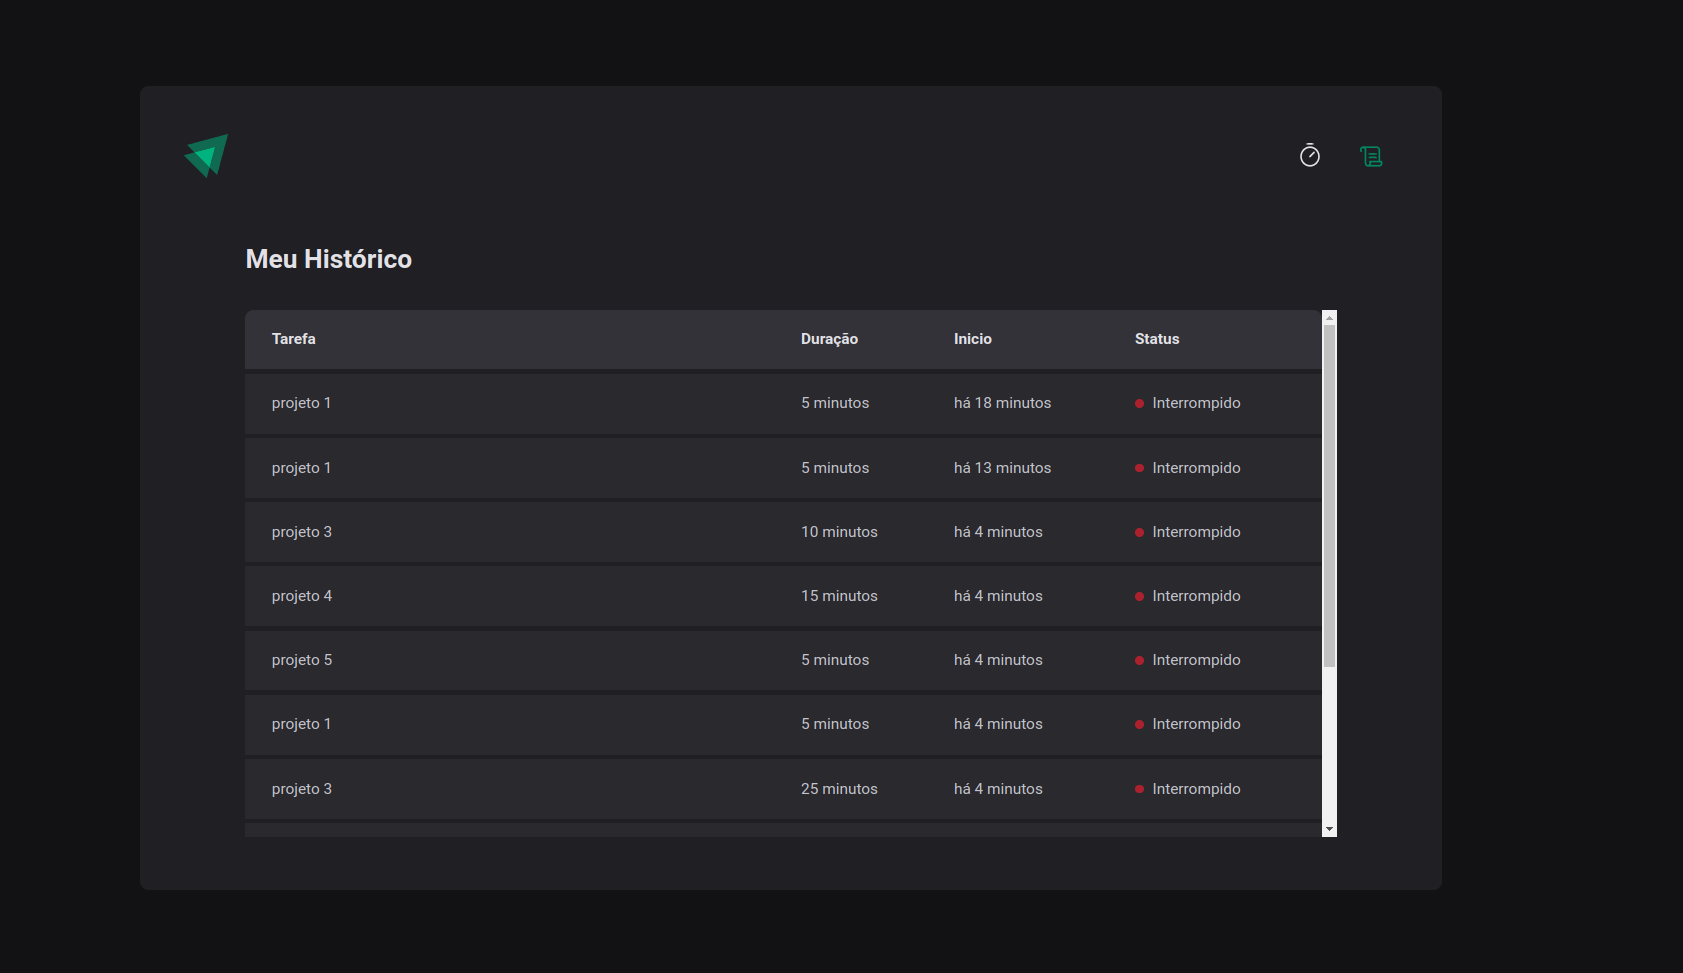 Meu Histórico
Tarefa Duração Inicio Status
projeto 1 5 minutos há 18 minutos Interrompido
projeto 1 5 minutos há 13 minutos Interrompido
projeto 3 10 minutos há 4 minutos Interrompido
projeto 4 15 minutos há 4 minutos Interrompido
projeto 5 5 minutos há 4 minutos Interrompido
projeto 1 5 minutos há 4 minutos Interrompido
projeto 3 25 minutos há 4 minutos Interrompido